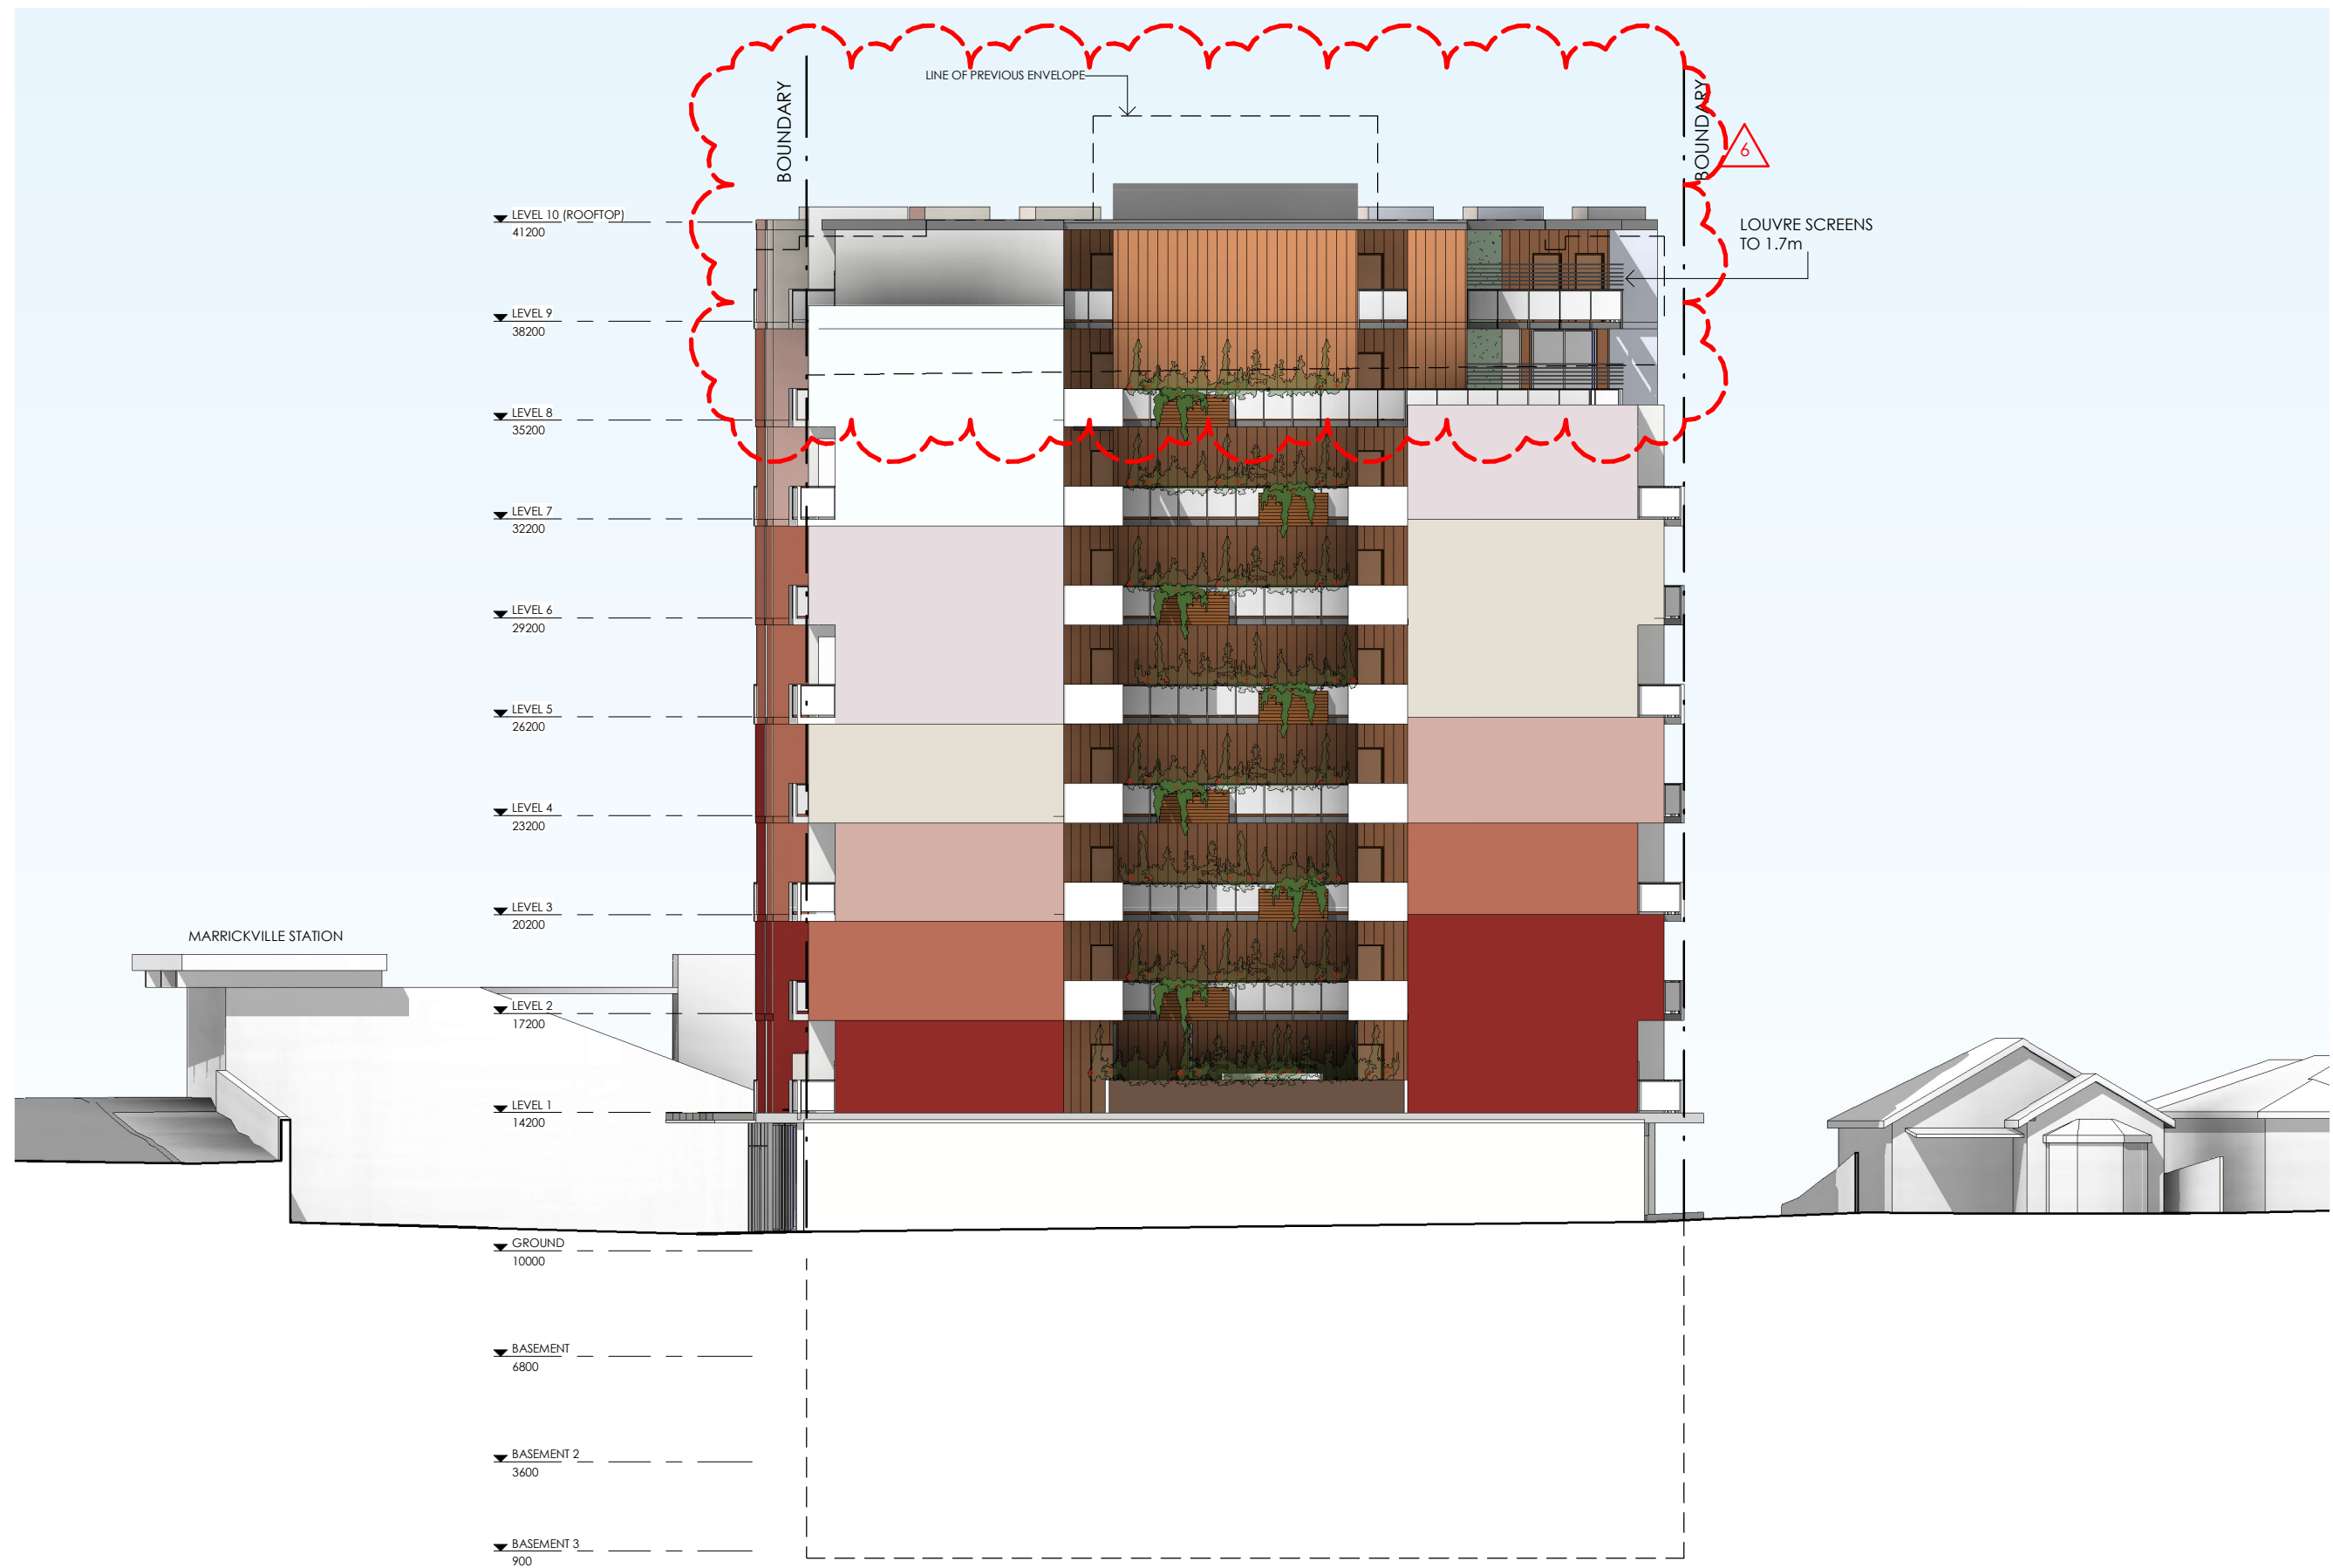 LINE OF PREVIOUS ENVELOPE
BOUNDARY
BOUNDARY
6
LEVEL 10 (ROOFTOP)
41200
LOUVRE SCREENS
TO 1.7m
LEVEL 9
38200
LEVEL 8
35200
LEVEL 7
32200
LEVEL 6
29200
LEVEL 5
26200
LEVEL 4
23200
LEVEL 3
20200
MARRICKVILLE STATION
LEVEL 2
17200
LEVEL 1
14200
GROUND
10000
BASEMENT
6800
BASEMENT 2
3600
BASEMENT 3
900